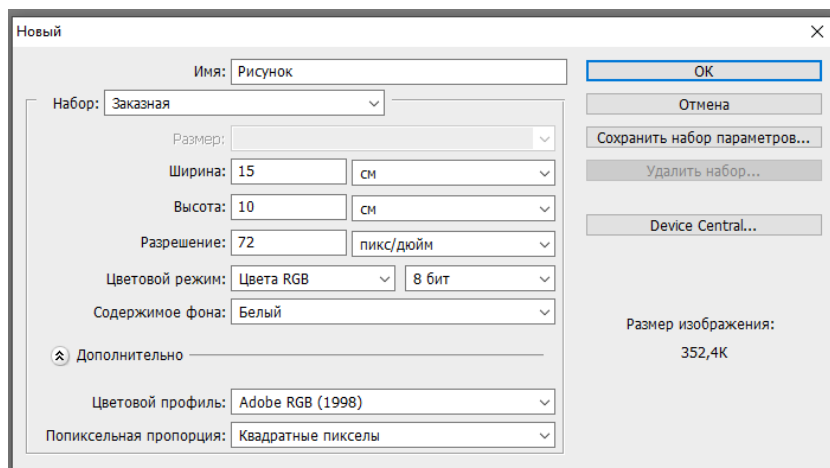 Новый
Имя: Рисунок
OK
Набор: Заказная
Отмена
Размер:
Сохранить набор параметров...
Ширина: 15 см
Удалить набор...
Высота: 10 см
Device Central...
Разрешение: 72 пикс/дюйм
Цветовой режим: Цвета RGB 8 бит
Содержимое фона: Белый
Размер изображения:
352,4K
Дополнительно
Цветовой профиль: Adobe RGB (1998)
Попиксельная пропорция: Квадратные пикселы